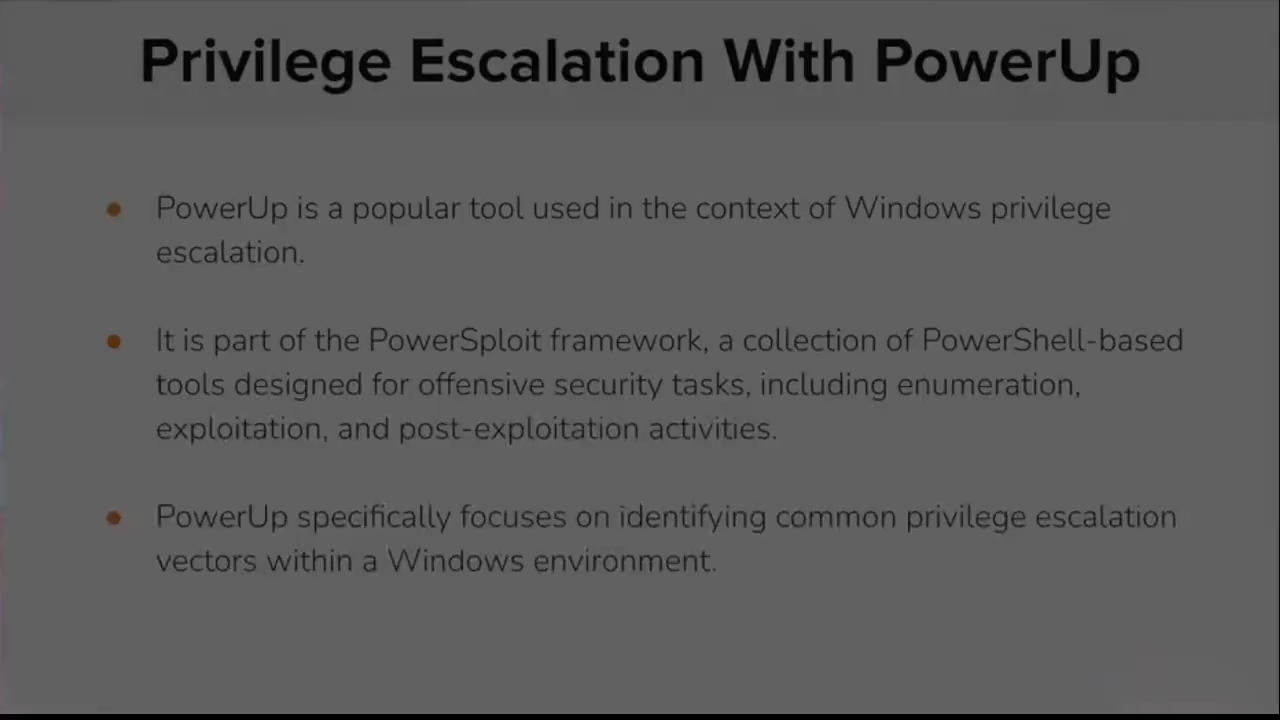 Privilege Escalation With PowerUp
● PowerUp is a popular tool used in the context of Windows privilege
escalation.
● It is part of the PowerSploit framework, a collection of PowerShell-based
tools designed for offensive security tasks, including enumeration,
exploitation, and post-exploitation activities.
● PowerUp specifically focuses on identifying common privilege escalation
vectors within a Windows environment.